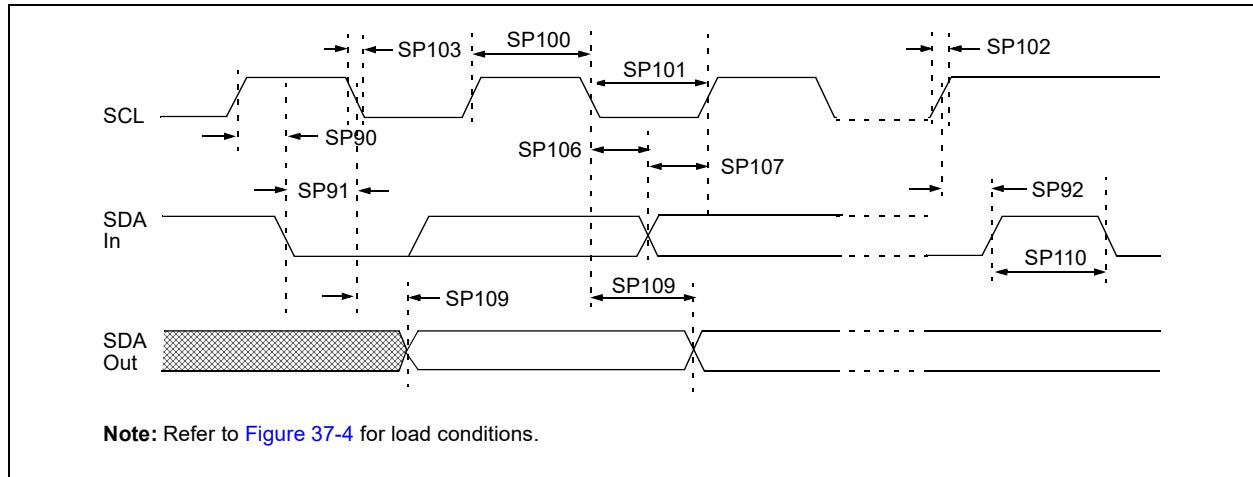 SP103
SP100
SP102
SP101
SCL
SP90
SP106
SP107
SP91
SP92
SDA
In
SP110
SP109
SP109
SDA
Out
Note: Refer to Figure 37-4 for load conditions.